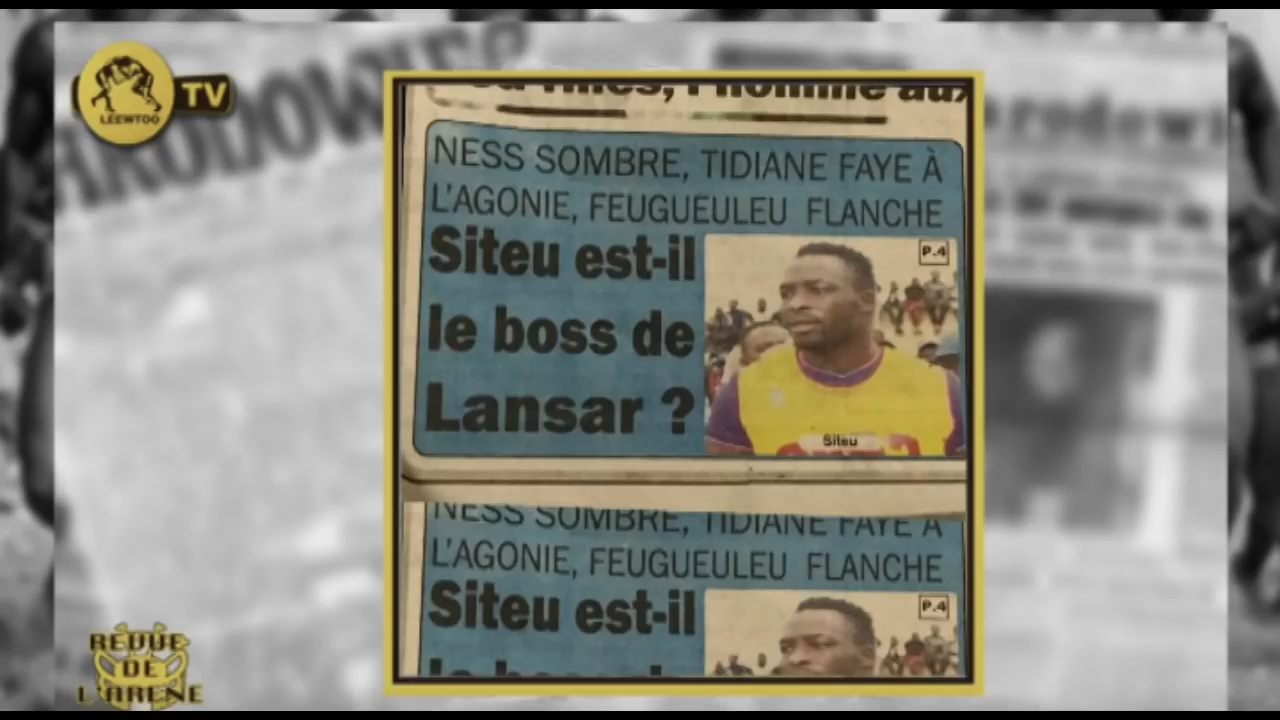 LEEWTOO
TV
NESS SOMBRE, TIDIANE FAYE À
L'AGONIE, FEUGUEULEU FLANCHE
Siteu est-il
le boss de
Lansar ?
P.4
Siteu
NESS SOMBRE, TIDIANE FAYE À
L'AGONIE, FEUGUEULEU FLANCHE
Siteu est-il
P.4
REVUE
DE
L'ARENE